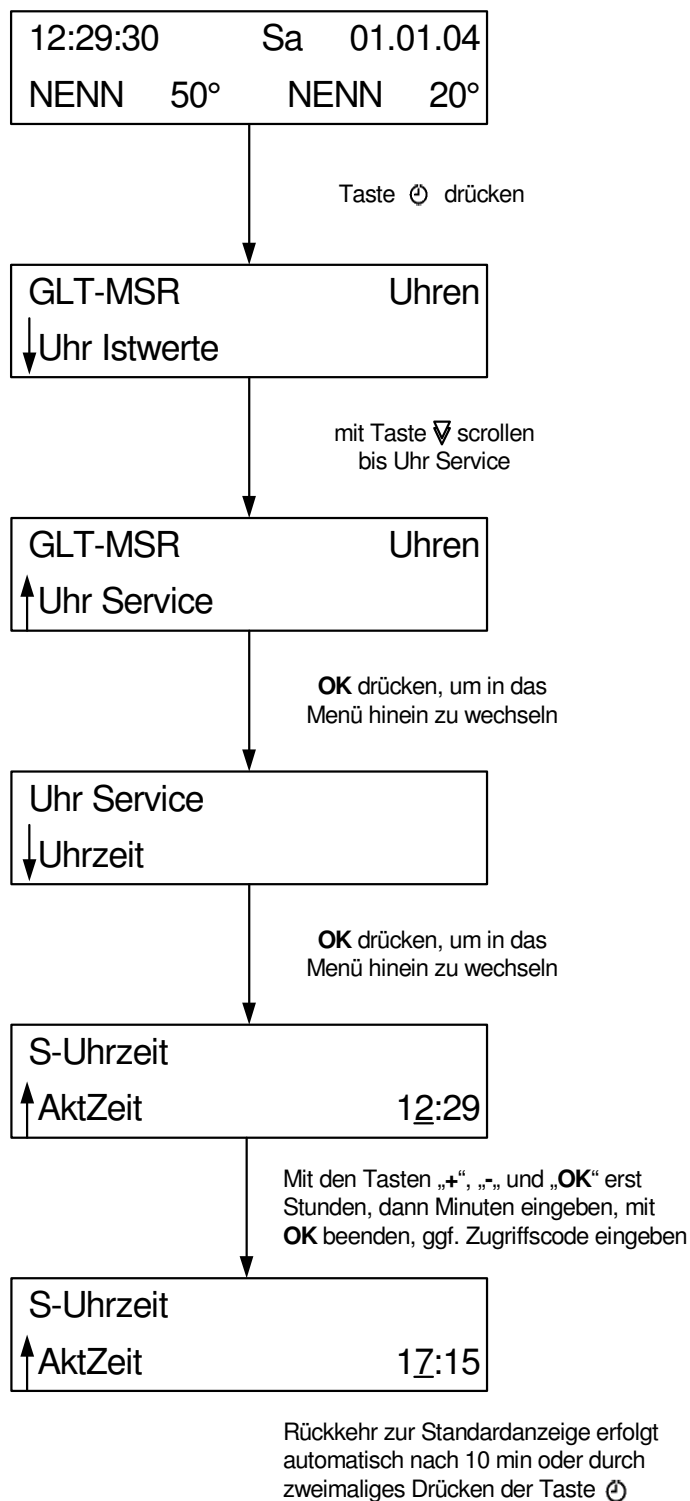 12:29:30 Sa 01.01.04
NENN 50° NENN 20°
Taste drücken
GLT-MSR Uhren
Uhr Istwerte
mit Taste scrollen
bis Uhr Service
GLT-MSR Uhren
Uhr Service
OK drücken, um in das
Menü hinein zu wechseln
Uhr Service
Uhrzeit
OK drücken, um in das
Menü hinein zu wechseln
S-Uhrzeit
AktZeit 12:29
Mit den Tasten „+“, „-„ und „OK“ erst
Stunden, dann Minuten eingeben, mit
OK beenden, ggf. Zugriffscode eingeben
S-Uhrzeit
AktZeit 17:15
Rückkehr zur Standardanzeige erfolgt
automatisch nach 10 min oder durch
zweimaliges Drücken der Taste